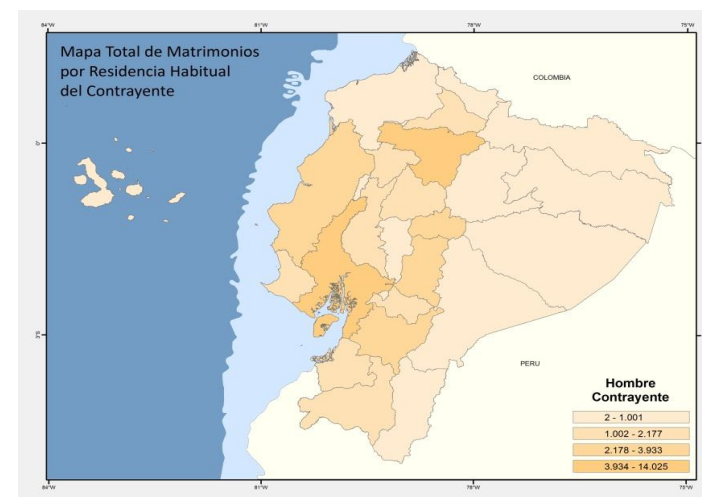 84°W 81°W 78°W 75°W
Mapa Total de Matrimonios
por Residencia Habitual
del Contrayente
COLOMBIA
0°
3°S
PERU
Hombre
Contrayente
2 - 1.001
1.002 - 2.177
2.178 - 3.933
3.934 - 14.025
84°W 81°W 78°W 75°W